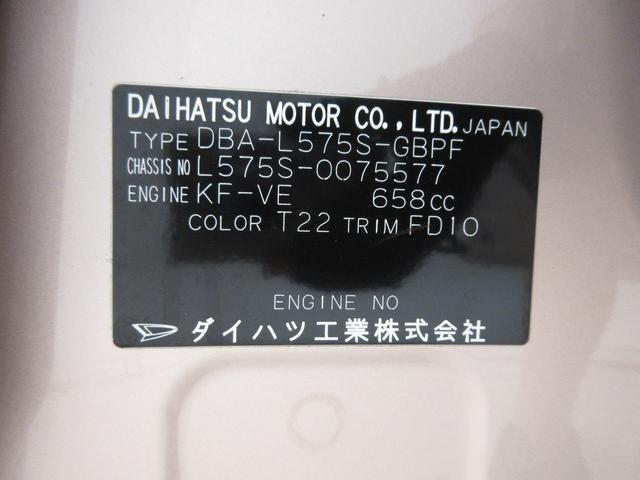 DAIHATSU MOTOR CO., LTD. JAPAN
TYPE DBA-L575S-GBPF
CHASSIS NO L575S-0075577
ENGINE KF-VE 658CC
COLOR T22 TRIM FD10
ENGINE NO
ダイハツ工業株式会社